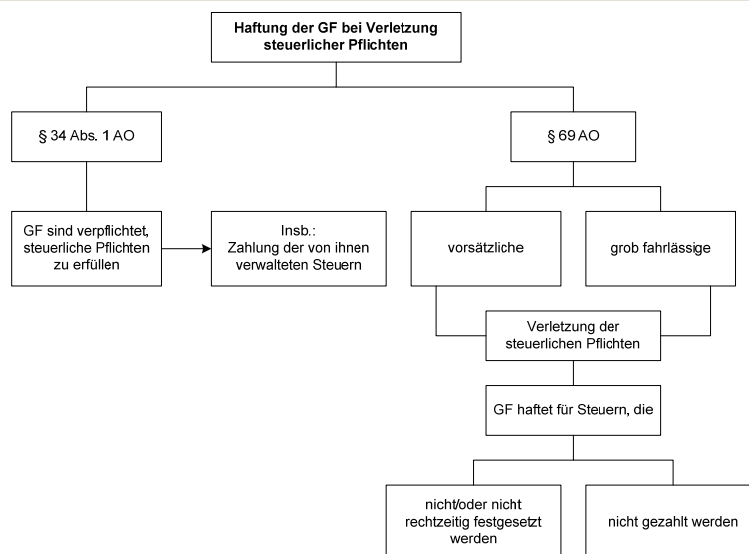 Haftung der GF bei Verletzung
steuerlicher Pflichten
§ 34 Abs. 1 AO
§ 69 AO
GF sind verpflichtet,
steuerliche Pflichten
zu erfüllen
Insb.:
Zahlung der von ihnen
verwalteten Steuern
vorsätzliche
grob fahrlässige
Verletzung der
steuerlichen Pflichten
GF haftet für Steuern, die
nicht/oder nicht
rechtzeitig festgesetzt
werden
nicht gezahlt werden